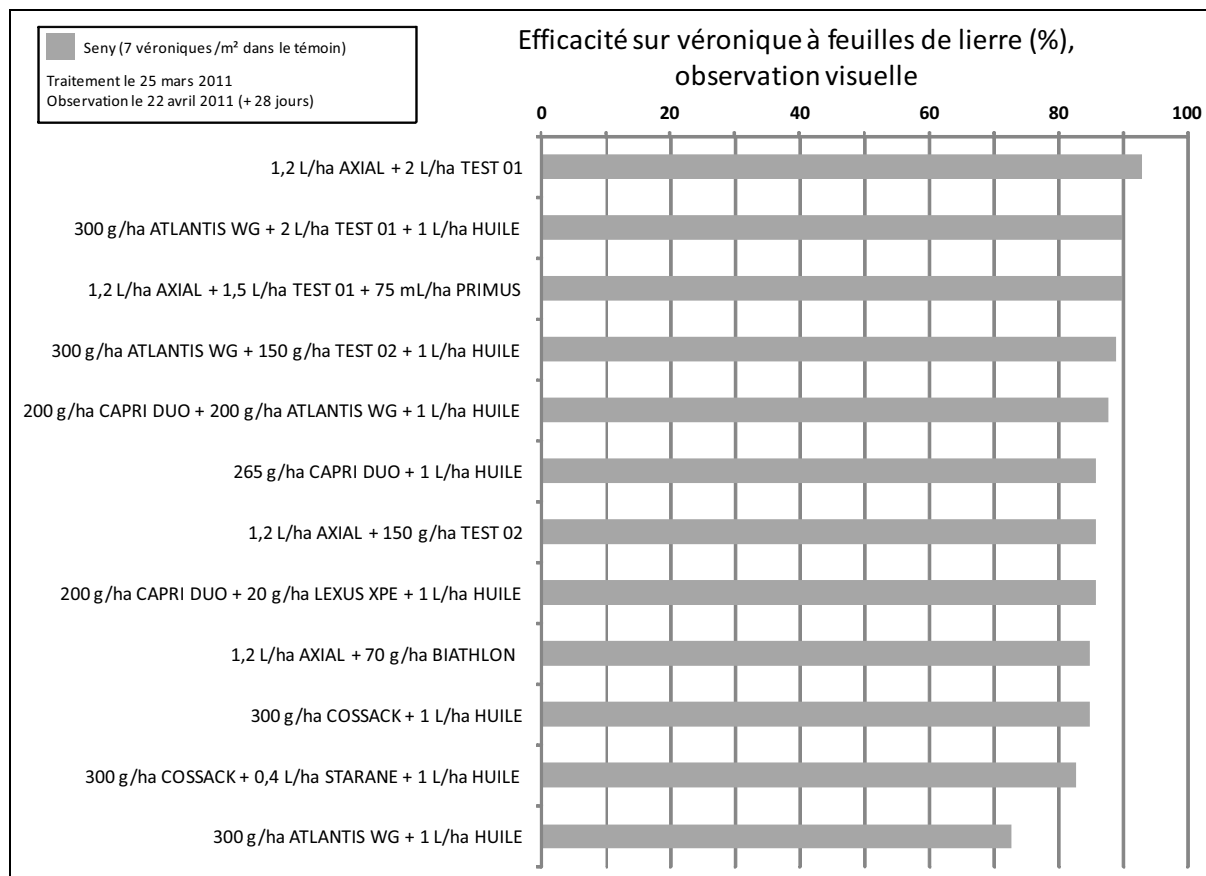 Seny (7 véroniques/m² dans le témoin)
Traitement le 25 mars 2011
Observation le 22 avril 2011 (+ 28 jours)
Efficacité sur véronique à feuilles de lierre (%),
observation visuelle
0 20 40 60 80 100
1,2 L/ha AXIAL + 2 L/ha TEST 01
300 g/ha ATLANTIS WG + 2 L/ha TEST 01 + 1 L/ha HUILE
1,2 L/ha AXIAL + 1,5 L/ha TEST 01 + 75 mL/ha PRIMUS
300 g/ha ATLANTIS WG + 150 g/ha TEST 02 + 1 L/ha HUILE
200 g/ha CAPRI DUO + 200 g/ha ATLANTIS WG + 1 L/ha HUILE
265 g/ha CAPRI DUO + 1 L/ha HUILE
1,2 L/ha AXIAL + 150 g/ha TEST 02
200 g/ha CAPRI DUO + 20 g/ha LEXUS XPE + 1 L/ha HUILE
1,2 L/ha AXIAL + 70 g/ha BIATHLON
300 g/ha COSSACK + 1 L/ha HUILE
300 g/ha COSSACK + 0,4 L/ha STARANE + 1 L/ha HUILE
300 g/ha ATLANTIS WG + 1 L/ha HUILE